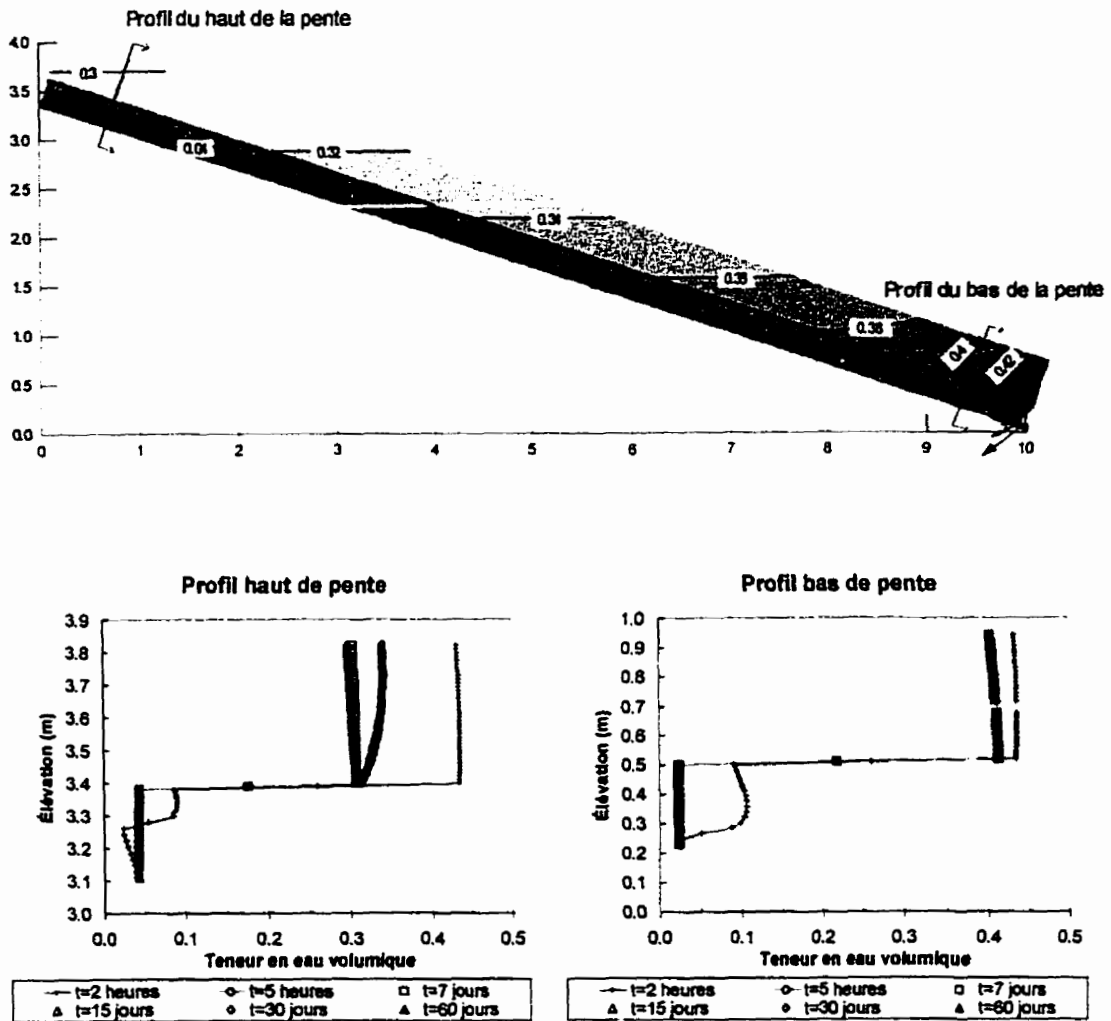 Profil du haut de la pente
4.0
0.3
3.5
3.0
0.04
0.32
2.5
0.34
2.0
1.5
0.35
Profil du bas de la pente
1.0
0.38
0.4
0.42
0.5
0.0
0 1 2 3 4 5 6 7 8 9 10
Profil haut de pente
3.9
3.8
3.7
3.6
3.5
3.4
3.3
3.2
3.1
3.0
Élévation (m)
0.0 0.1 0.2 0.3 0.4 0.5
Teneur en eau volumique
t=2 heures t=5 heures t=7 jours
t=15 jours t=30 jours t=60 jours
Profil bas de pente
1.0
0.9
0.8
0.7
0.6
0.5
0.4
0.3
0.2
0.1
0.0
Élévation (m)
0.0 0.1 0.2 0.3 0.4 0.5
Teneur en eau volumique
t=2 heures t=5 heures t=7 jours
t=15 jours t=30 jours t=60 jours